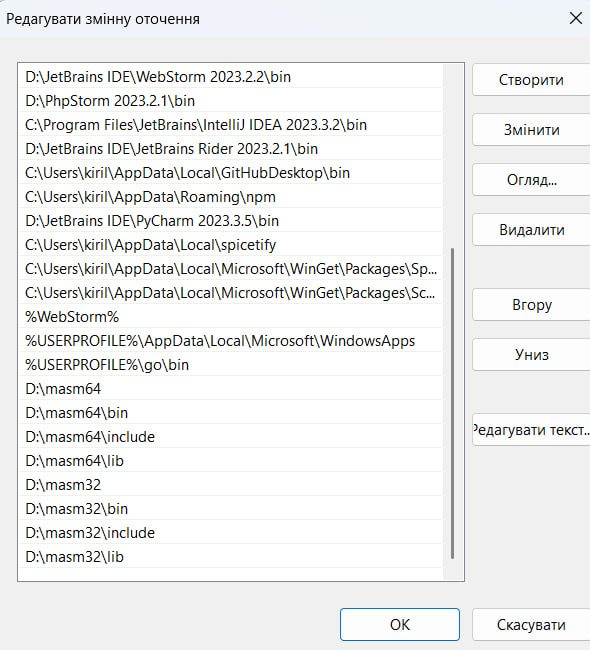 Редагувати змінну оточення
D:\JetBrains IDE\WebStorm 2023.2.2\bin
D:\PhpStorm 2023.2.1\bin
C:\Program Files\JetBrains\IntelliJ IDEA 2023.3.2\bin
D:\JetBrains IDE\JetBrains Rider 2023.2.1\bin
C:\Users\kiril\AppData\Local\GitHubDesktop\bin
C:\Users\kiril\AppData\Roaming\npm
D:\JetBrains IDE\PyCharm 2023.3.5\bin
C:\Users\kiril\AppData\Local\spicetify
C:\Users\kiril\AppData\Local\Microsoft\WinGet\Packages\Sp...
C:\Users\kiril\AppData\Local\Microsoft\WinGet\Packages\Sc...
%WebStorm%
%USERPROFILE%\AppData\Local\Microsoft\WindowsApps
%USERPROFILE%\go\bin
D:\masm64
D:\masm64\bin
D:\masm64\include
D:\masm64\lib
D:\masm32
D:\masm32\bin
D:\masm32\include
D:\masm32\lib
Створити
Змінити
Огляд...
Видалити
Вгору
Униз
Редагувати текст...
ОК
Скасувати